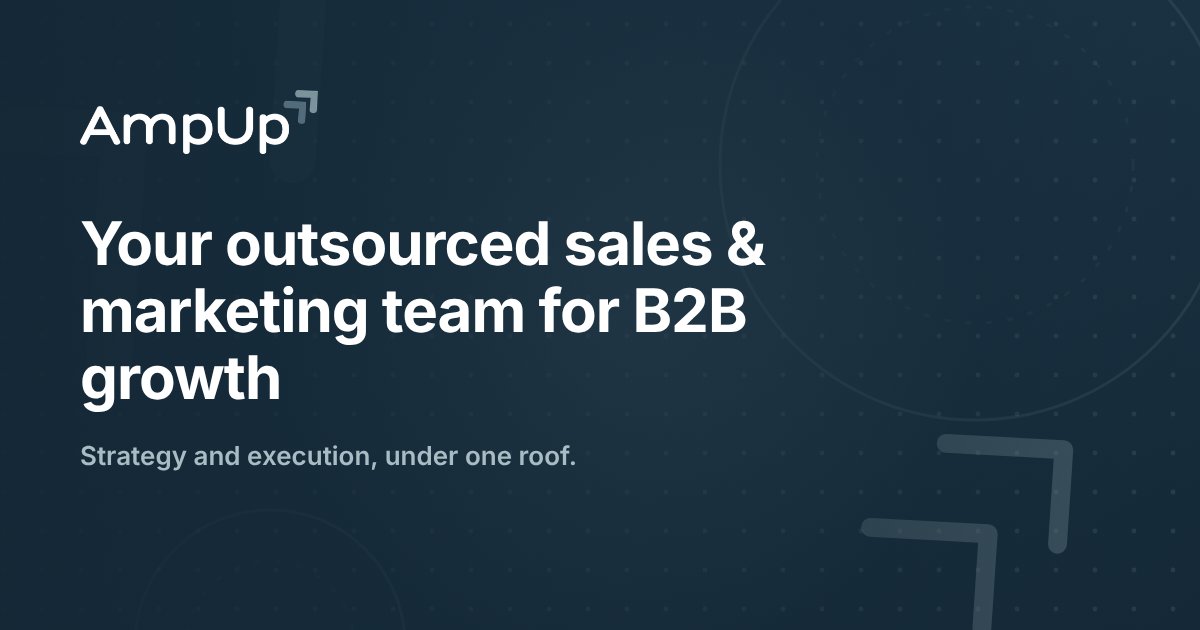 AmpUp
Your outsourced sales &
marketing team for B2B
growth
Strategy and execution, under one roof.